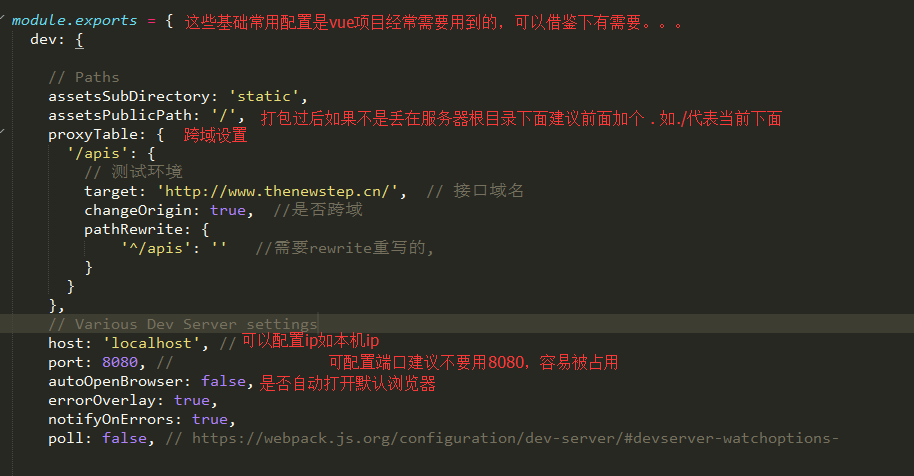 module.exports = { 这些基础常用配置是vue项目经常需要用到的，可以借鉴下有需要。。。
dev: {
// Paths
assetsSubDirectory: 'static',
assetsPublicPath: '/', 打包过后如果不是丢在服务器根目录下面建议前面加个 . 如./代表当前下面
proxyTable: { 跨域设置
'/apis': {
// 测试环境
target: 'http://www.thenewstep.cn/', // 接口域名
changeOrigin: true, //是否跨域
pathRewrite: {
'^/apis': '' //需要rewrite重写的,
}
}
},
// Various Dev Server settings
host: 'localhost', // 可以配置ip如本机ip
port: 8080, // 可配置端口建议不要用8080，容易被占用
autoOpenBrowser: false, 是否自动打开默认浏览器
errorOverlay: true,
notifyOnErrors: true,
poll: false, // https://webpack.js.org/configuration/dev-server/#devserver-watchoptions-